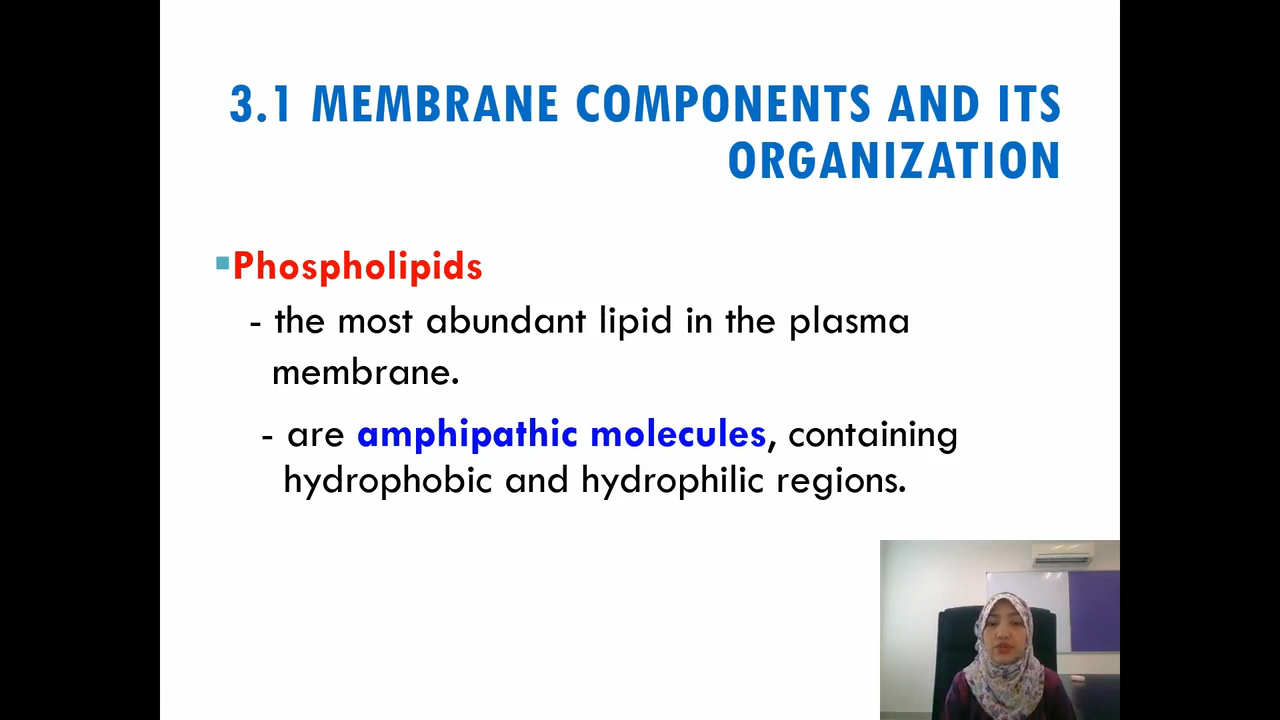 3.1 MEMBRANE COMPONENTS AND ITS
ORGANIZATION
Phospholipids
- the most abundant lipid in the plasma
membrane.
- are amphipathic molecules, containing
hydrophobic and hydrophilic regions.